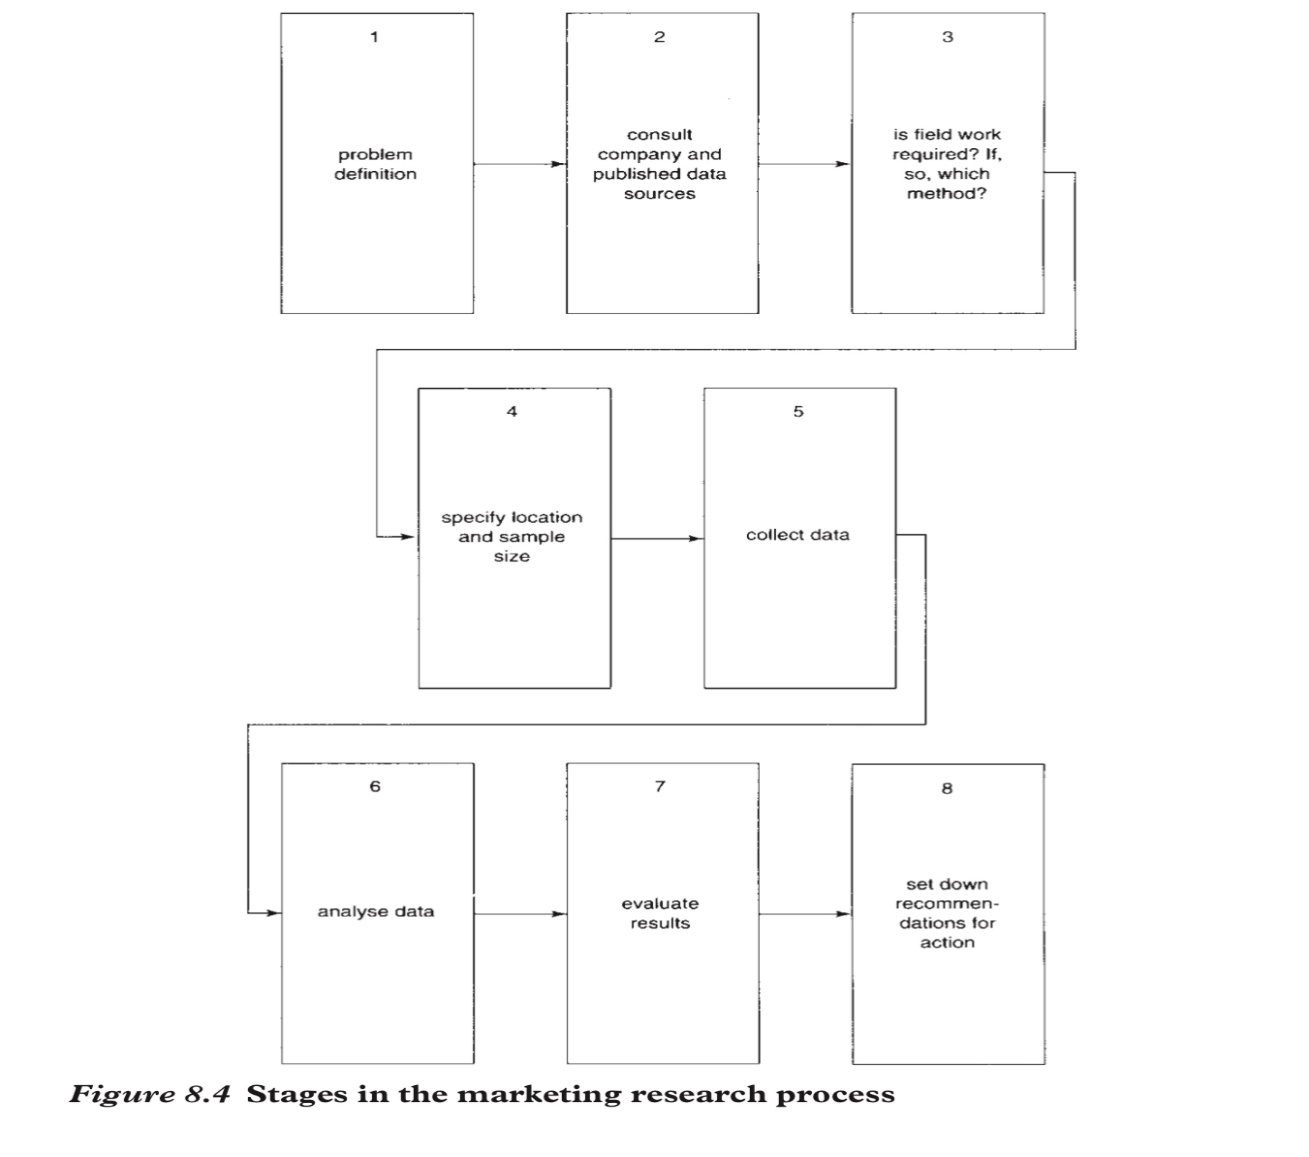 1
problem
definition
2
consult
company and
published data
sources
3
is field work
required? If,
so, which
method?
4
specify location
and sample
size
5
collect data
6
analyse data
7
evaluate
results
8
set down
recommen-
dations for
action
Figure 8.4 Stages in the marketing research process